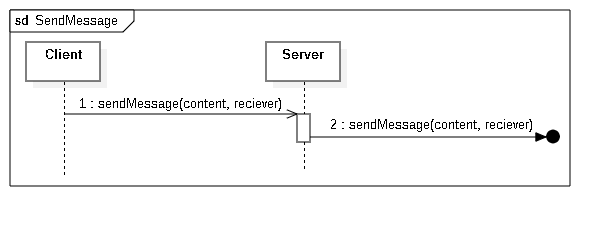 sd SendMessage
Client
Server
1 : sendMessage(content, reciever)
2 : sendMessage(content, reciever)